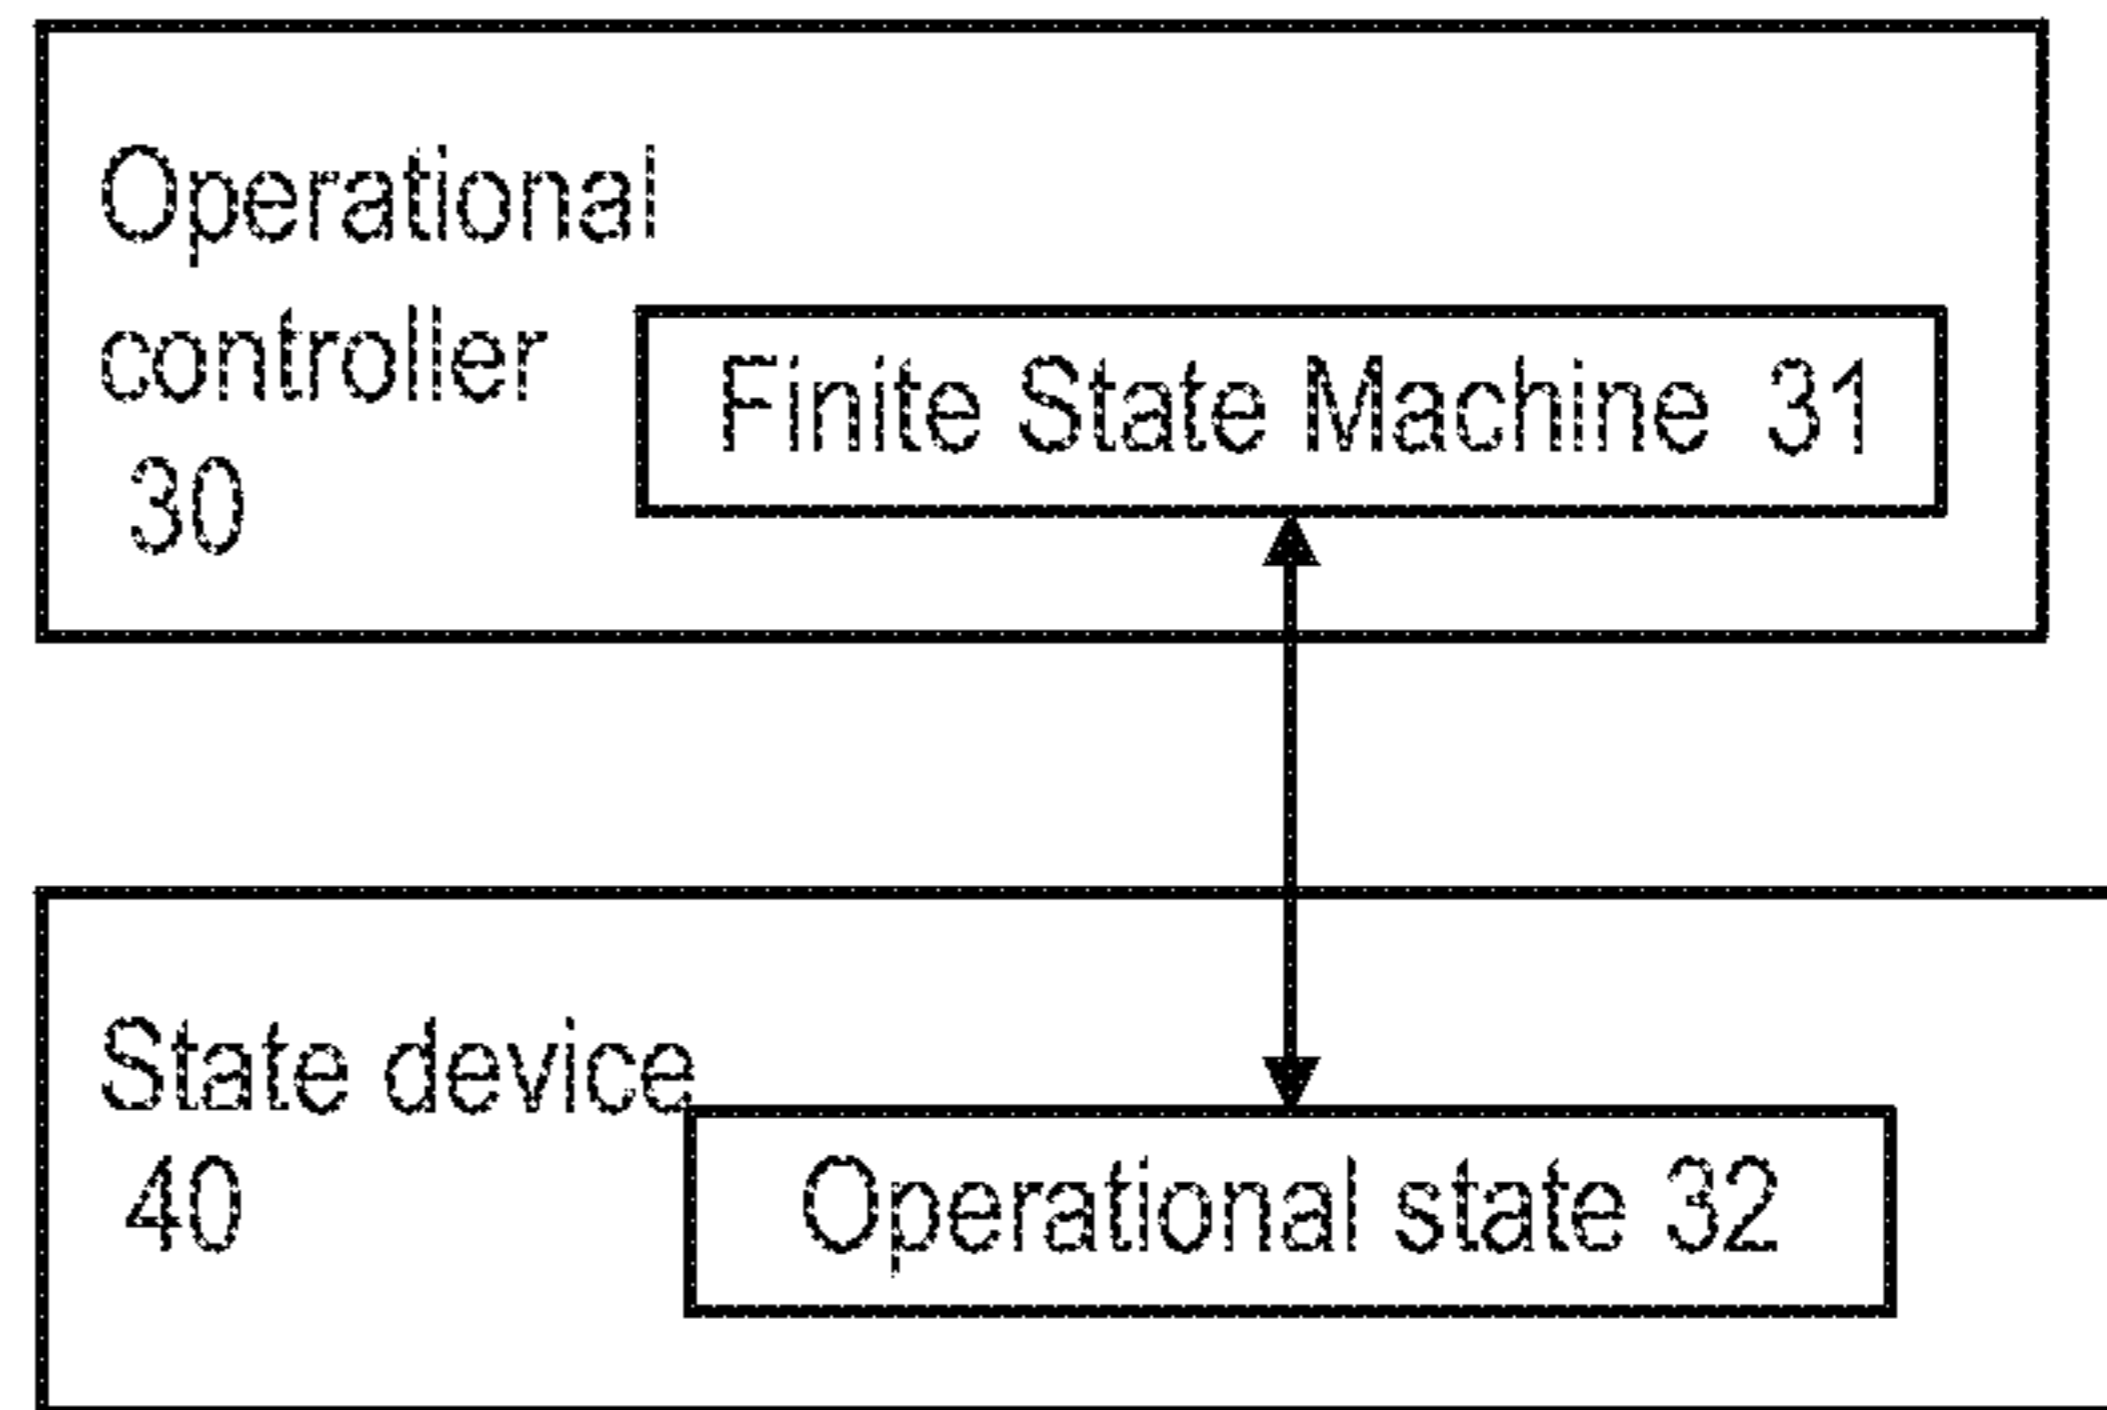 Operational
controller
30
Finite State Machine 31
State device
40
Operational state 32